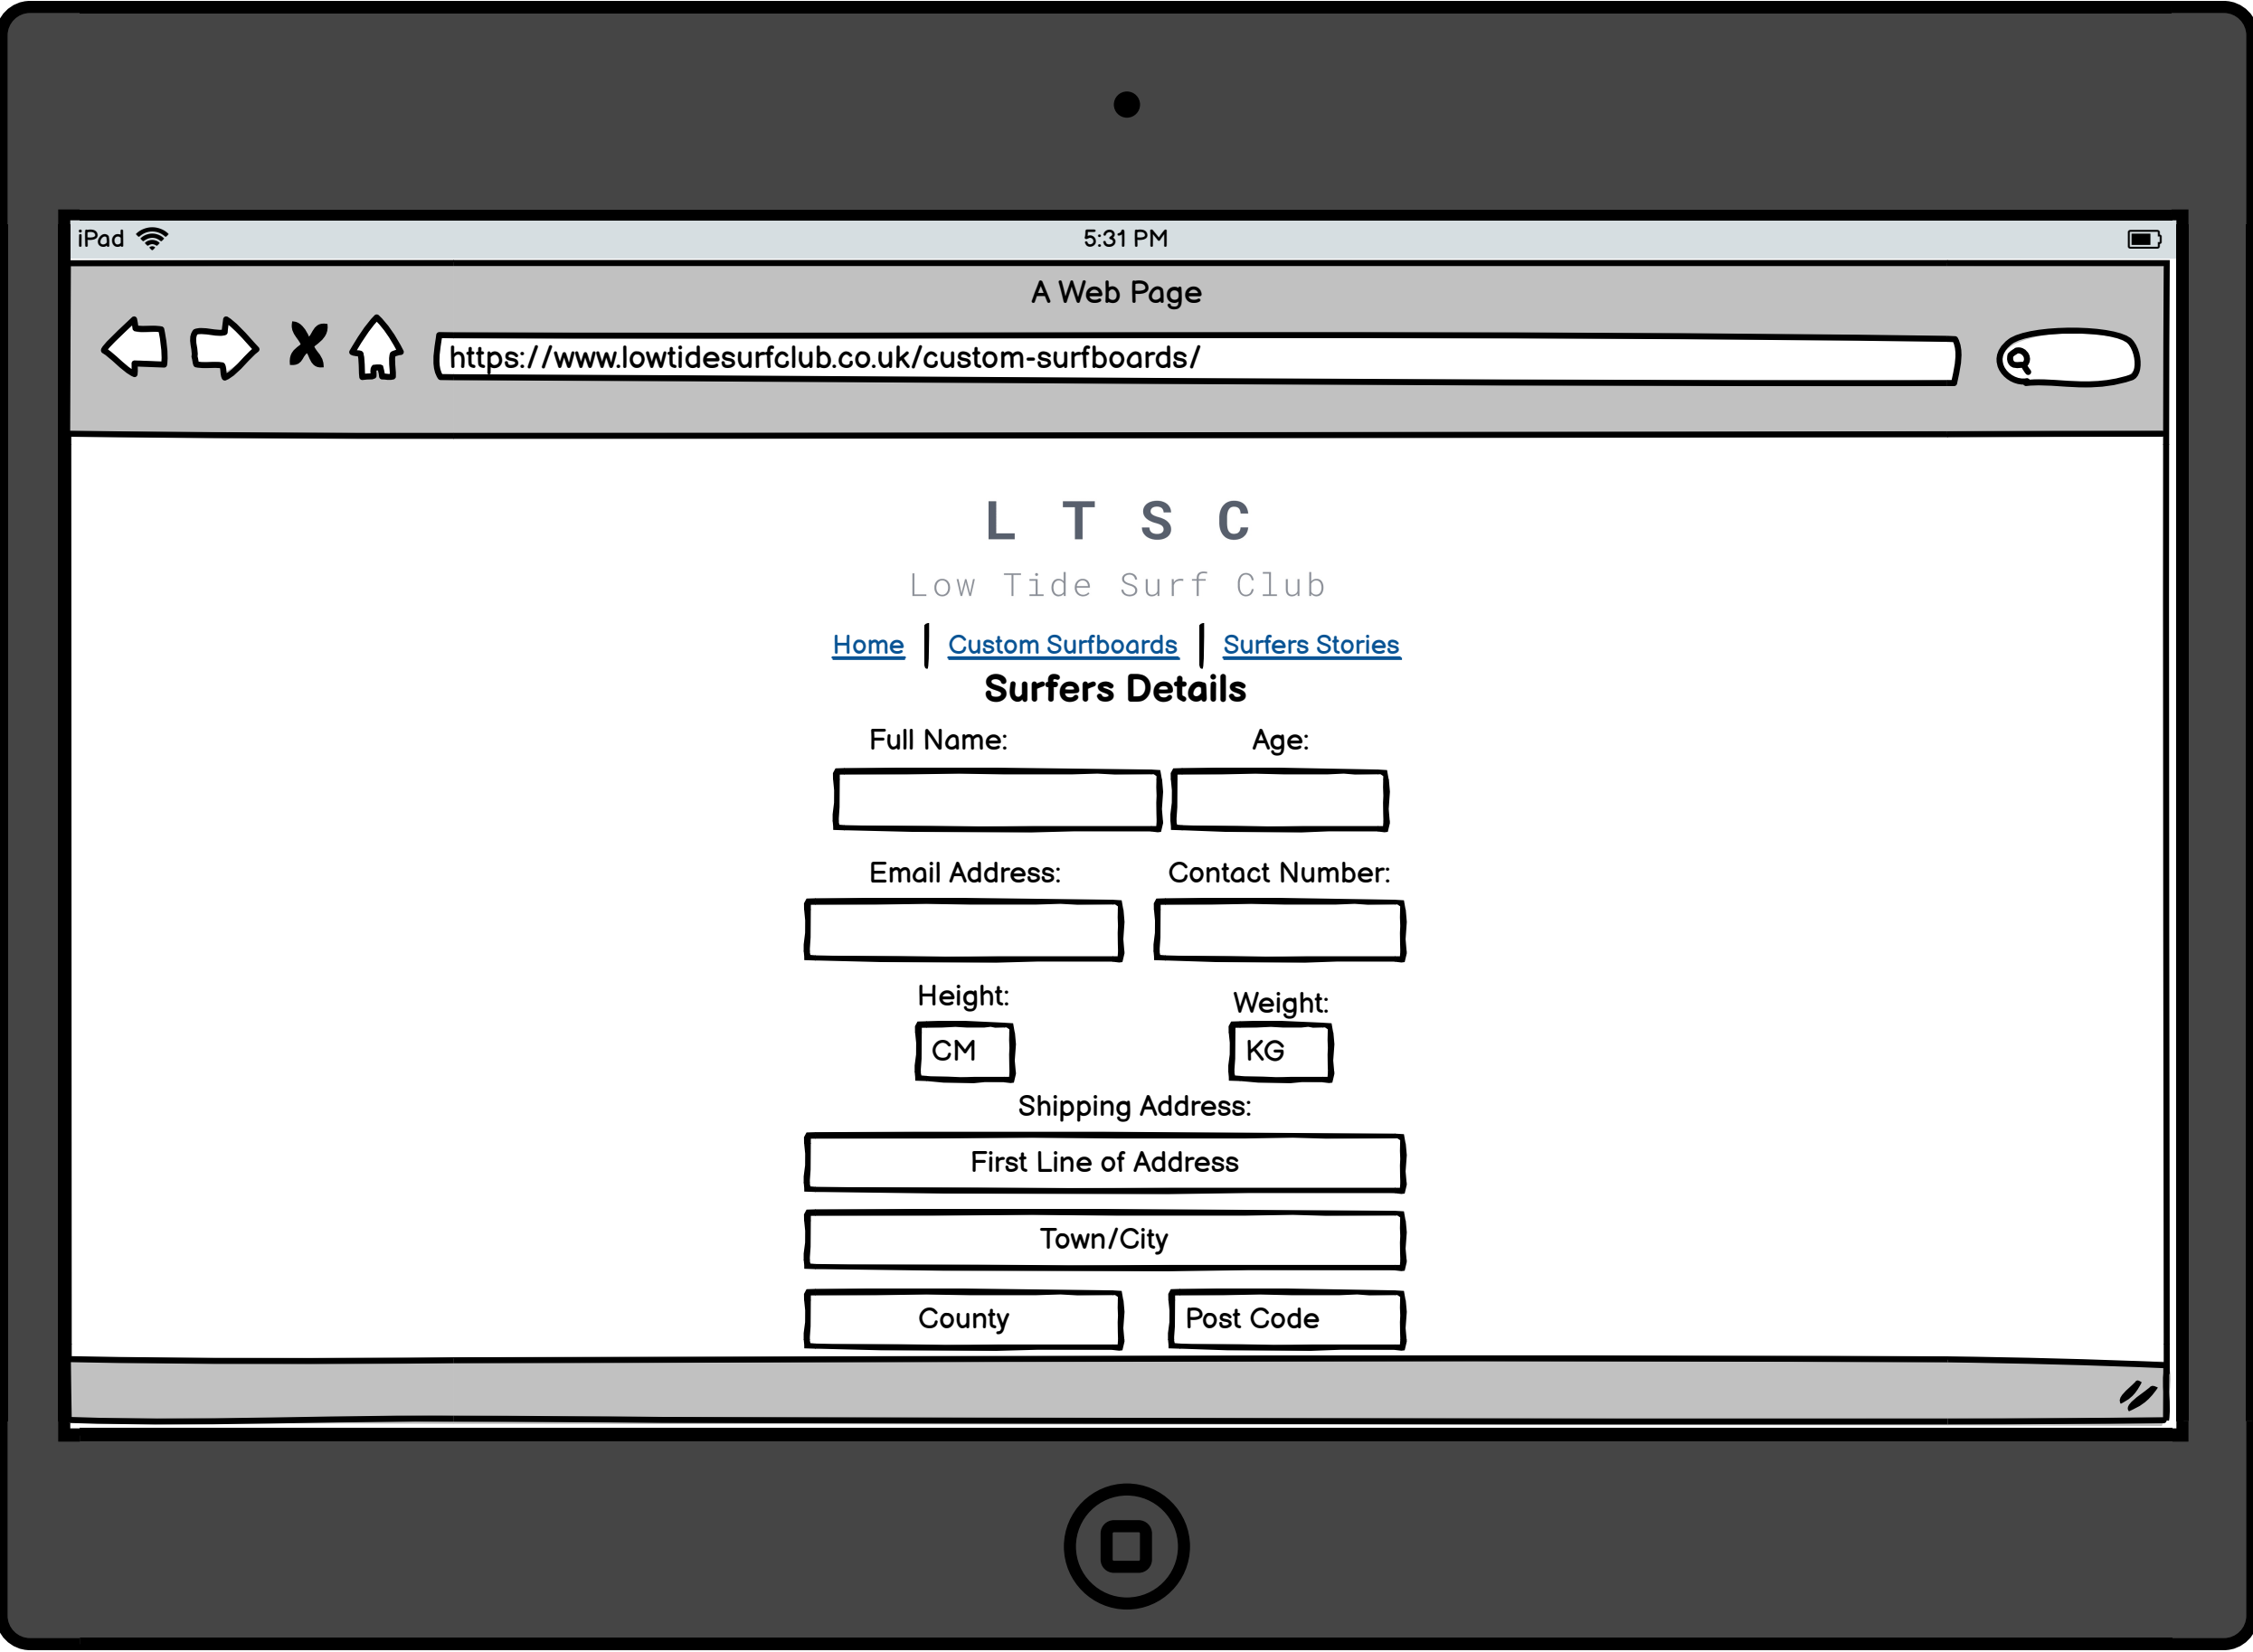 iPad 5:31 PM
A Web Page
https://www.lowtidesurfclub.co.uk/custom-surfboards/
L T S C
Low Tide Surf Club
Home | Custom Surfboards | Surfers Stories
Surfers Details
Full Name: Age:
Email Address: Contact Number:
Height: Weight:
CM KG
Shipping Address:
First Line of Address
Town/City
County Post Code